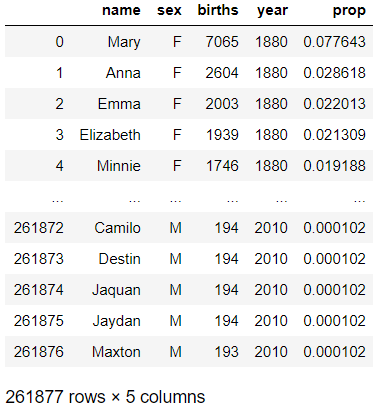 name sex births year prop
0 Mary F 7065 1880 0.077643
1 Anna F 2604 1880 0.028618
2 Emma F 2003 1880 0.022013
3 Elizabeth F 1939 1880 0.021309
4 Minnie F 1746 1880 0.019188
... ... ... ... ... ...
261872 Camilo M 194 2010 0.000102
261873 Destin M 194 2010 0.000102
261874 Jaquan M 194 2010 0.000102
261875 Jaydan M 194 2010 0.000102
261876 Maxton M 193 2010 0.000102
261877 rows × 5 columns